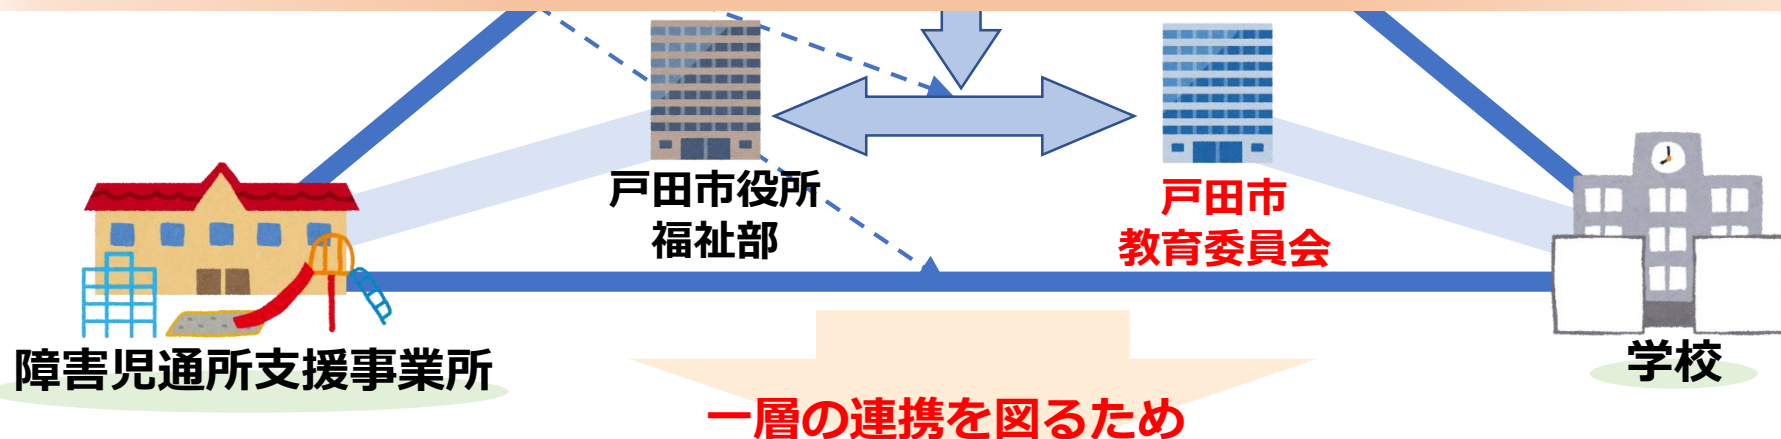 戸田市役所
福祉部
戸田市
教育委員会
障害児通所支援事業所
学校
一層の連携を図るため